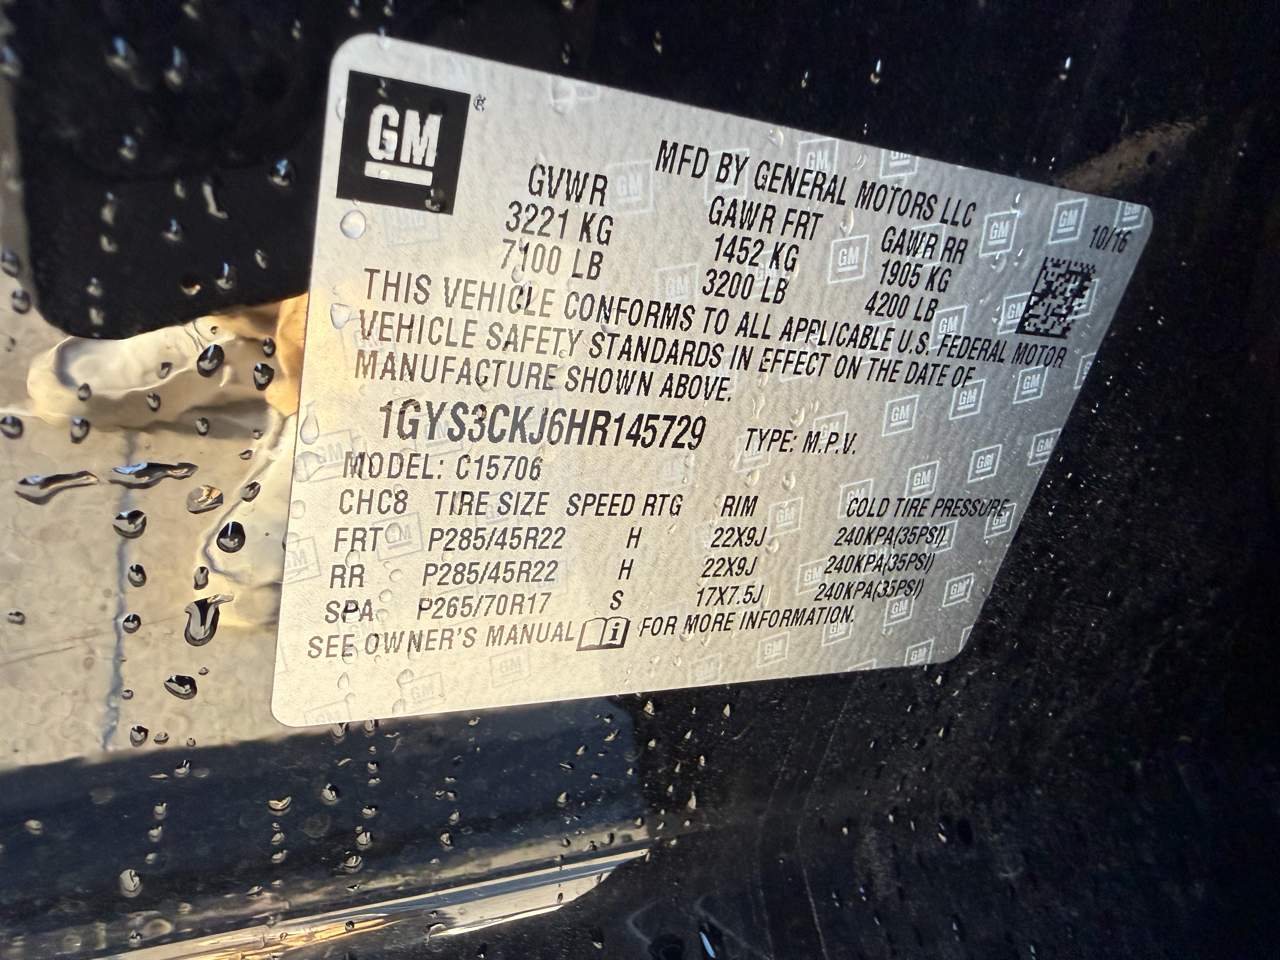 GM ®
MFD BY GENERAL MOTORS LLC
GVWR GAWR FRT GAWR RR 10/16
3221 KG 1452 KG 1905 KG
7100 LB 3200 LB 4200 LB
THIS VEHICLE CONFORMS TO ALL APPLICABLE U.S. FEDERAL MOTOR
VEHICLE SAFETY STANDARDS IN EFFECT ON THE DATE OF
MANUFACTURE SHOWN ABOVE.
1GYS3CKJ6HR145729 TYPE: M.P.V.
MODEL: C15706
CHC8 TIRE SIZE SPEED RTG RIM COLD TIRE PRESSURE
FRT P285/45R22 H 22X9J 240KPA(35PSI)
RR P285/45R22 H 22X9J 240KPA(35PSI)
SPA P265/70R17 S 17X7.5J 240KPA(35PSI)
SEE OWNER'S MANUAL i FOR MORE INFORMATION.